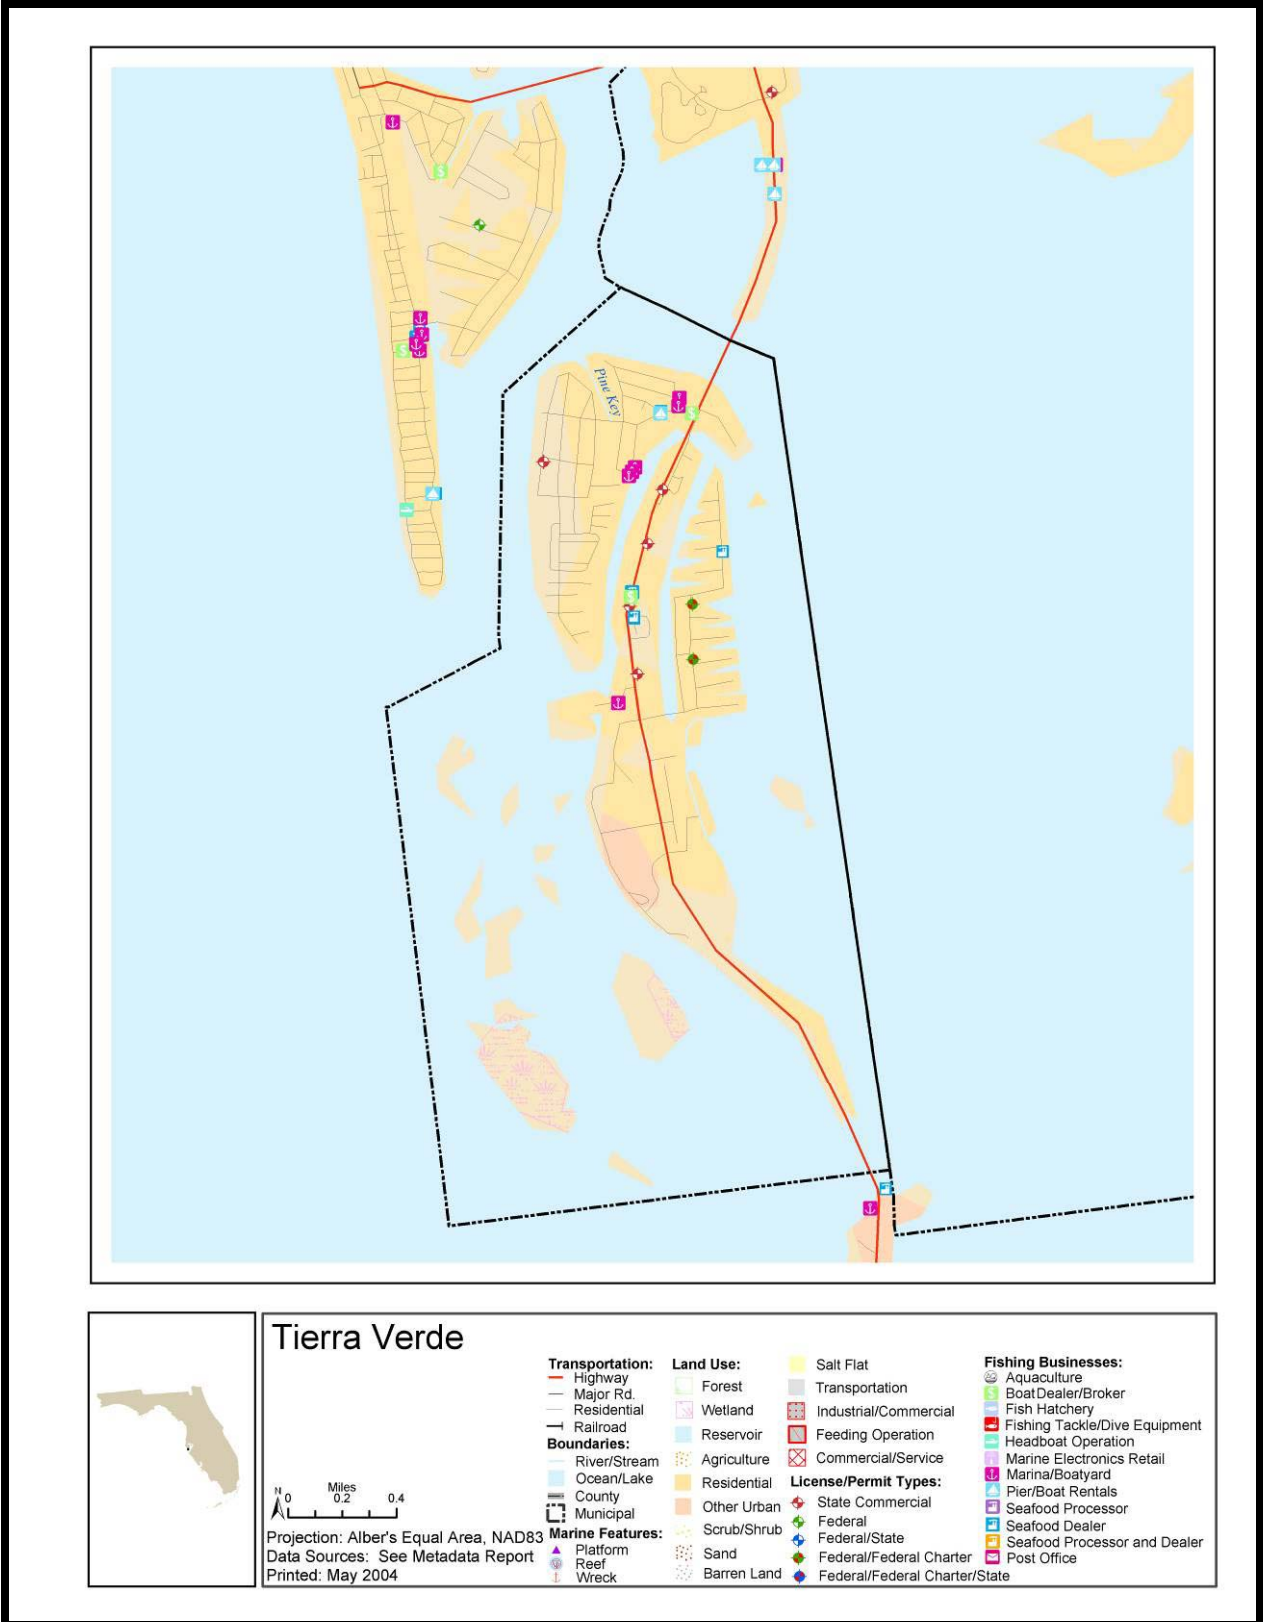 Pine Key
Tierra Verde
N
Miles
0 0.2 0.4
Projection: Alber's Equal Area, NAD83
Data Sources: See Metadata Report
Printed: May 2004
Transportation:
Highway
Major Rd.
Residential
Railroad
Boundaries:
River/Stream
Ocean/Lake
County
Municipal
Marine Features:
Platform
Reef
Wreck
Land Use:
Forest
Wetland
Reservoir
Agriculture
Residential
Other Urban
Scrub/Shrub
Sand
Barren Land
Salt Flat
Transportation
Industrial/Commercial
Feeding Operation
Commercial/Service
License/Permit Types:
State Commercial
Federal
Federal/State
Federal/Federal Charter
Federal/Federal Charter/State
Fishing Businesses:
Aquaculture
Boat Dealer/Broker
Fish Hatchery
Fishing Tackle/Dive Equipment
Headboat Operation
Marine Electronics Retail
Marina/Boatyard
Pier/Boat Rentals
Seafood Processor
Seafood Dealer
Seafood Processor and Dealer
Post Office